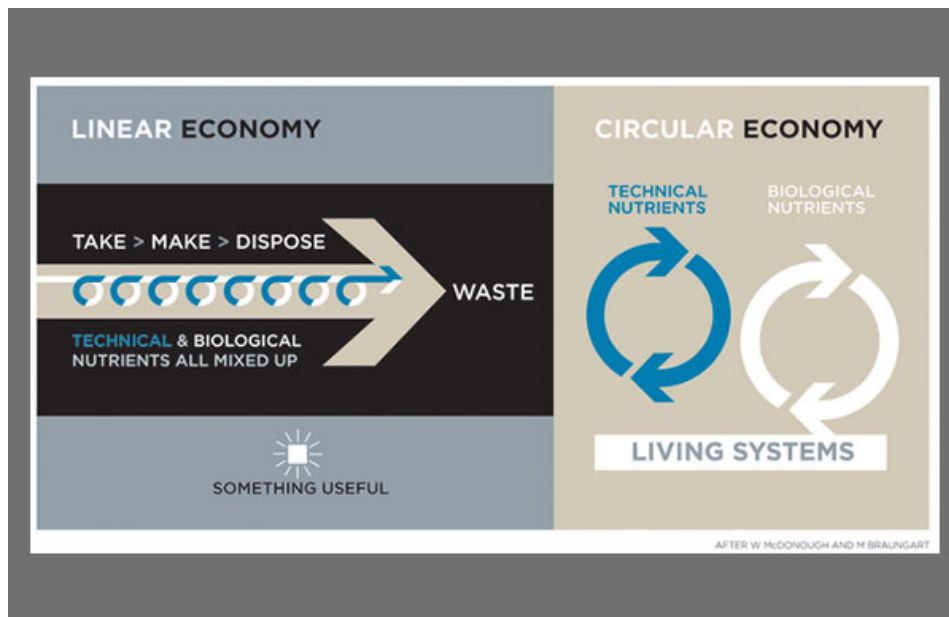 LINEAR ECONOMY
TAKE > MAKE > DISPOSE
WASTE
TECHNICAL & BIOLOGICAL
NUTRIENTS ALL MIXED UP
SOMETHING USEFUL
CIRCULAR ECONOMY
TECHNICAL
NUTRIENTS
BIOLOGICAL
NUTRIENTS
LIVING SYSTEMS
AFTER W McDONOUGH AND M BRAUNGART